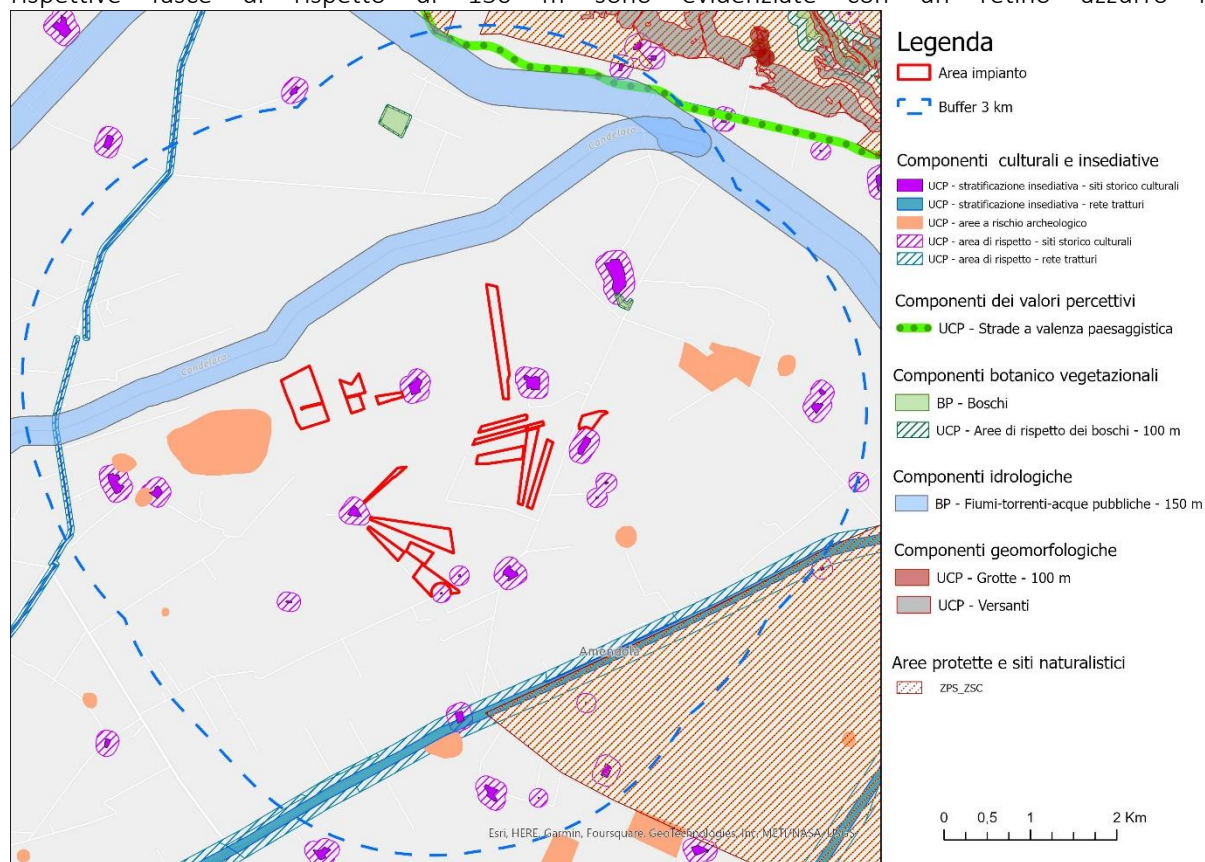 rispettive fasce di rispetto di 150 m sono evidenziate con un retino azzurro
Legenda
Area impianto
Buffer 3 km
Componenti culturali e insediative
UCP - stratificazione insediativa - siti storico culturali
UCP - stratificazione insediativa - rete tratturi
UCP - aree a rischio archeologico
UCP - area di rispetto - siti storico culturali
UCP - area di rispetto - rete tratturi
Componenti dei valori percettivi
UCP - Strade a valenza paesaggistica
Componenti botanico vegetazionali
BP - Boschi
UCP - Aree di rispetto dei boschi - 100 m
Componenti idrologiche
BP - Fiumi-torrenti-acque pubbliche - 150 m
Componenti geomorfologiche
UCP - Grotte - 100 m
UCP - Versanti
Aree protette e siti naturalistici
ZPS_ZSC
0 0,5 1 2 Km
Candelaro
Candelaro
Amendola
Esri, HERE, Garmin, Foursquare, GeoTechnologies, Inc, METI/NASA, USGS